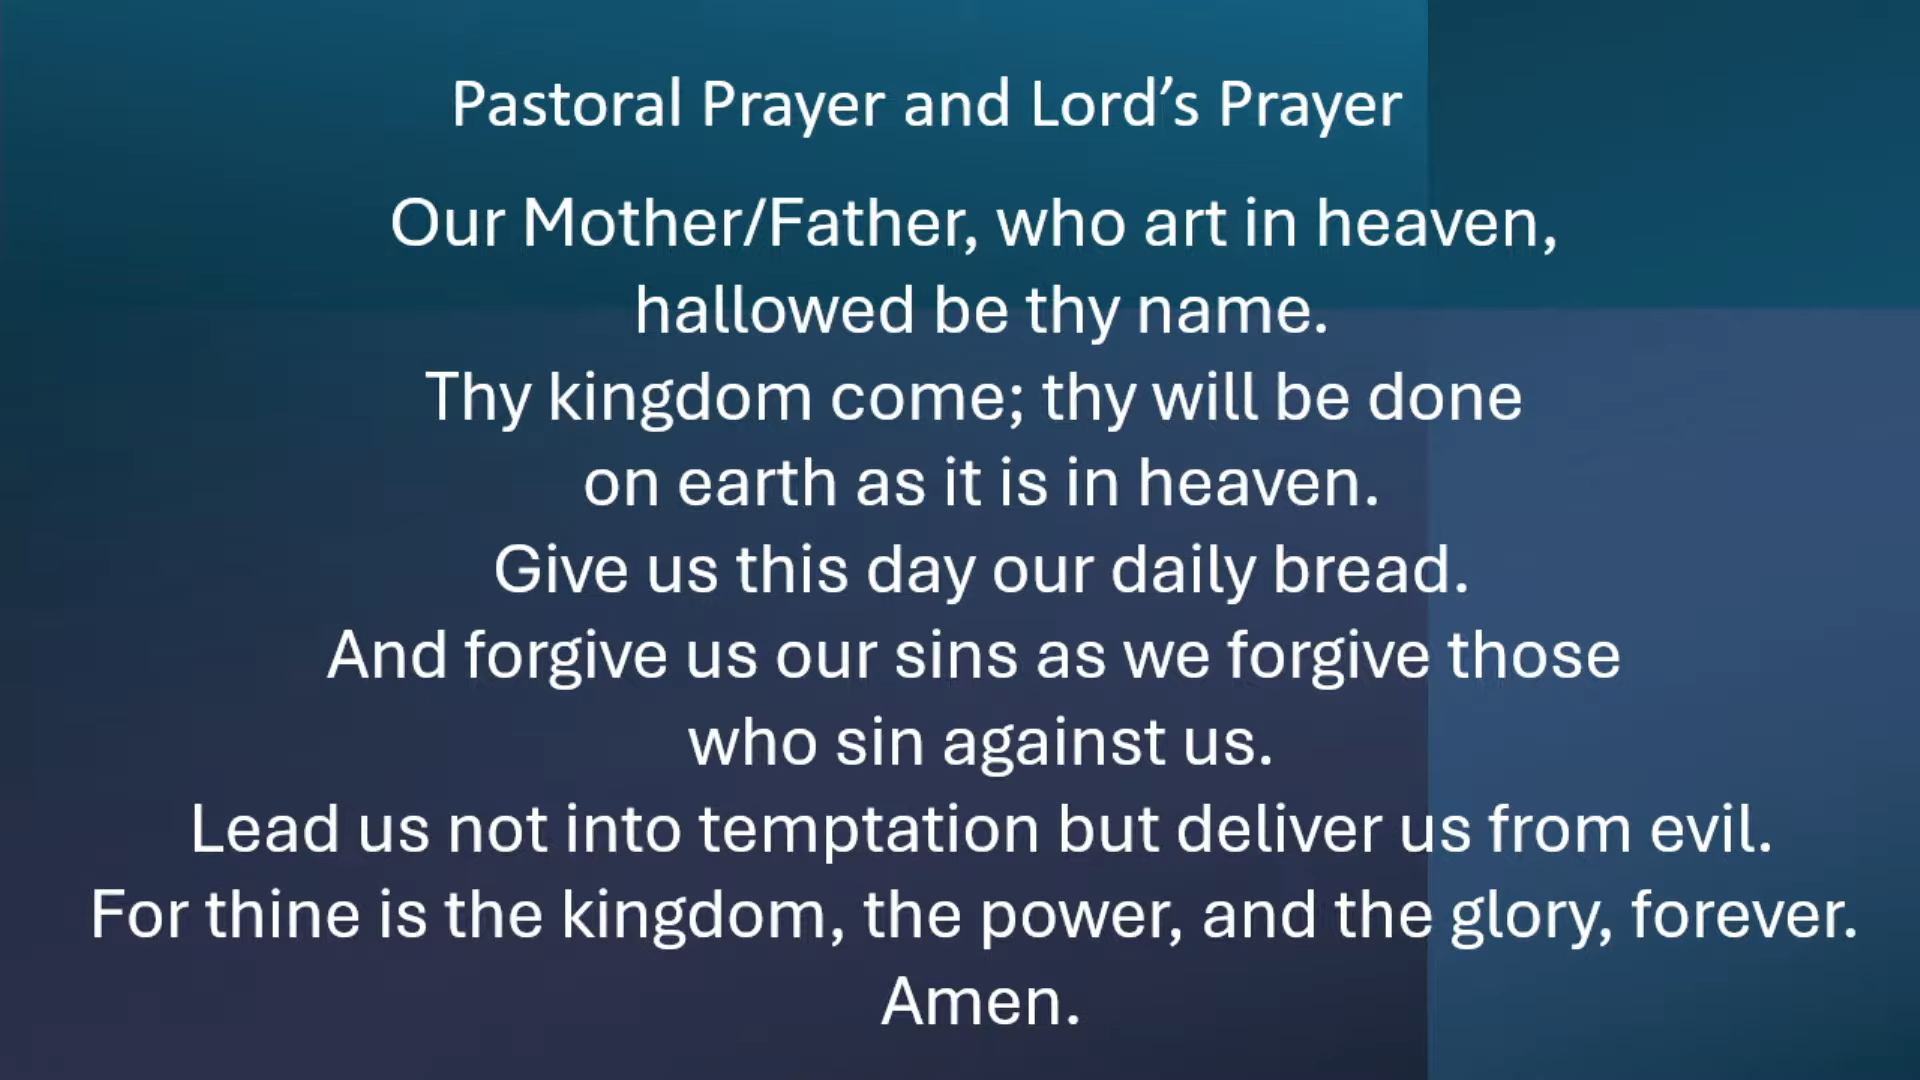 Pastoral Prayer and Lord’s Prayer
Our Mother/Father, who art in heaven,
hallowed be thy name.
Thy kingdom come; thy will be done
on earth as it is in heaven.
Give us this day our daily bread.
And forgive us our sins as we forgive those
who sin against us.
Lead us not into temptation but deliver us from evil.
For thine is the kingdom, the power, and the glory, forever.
Amen.